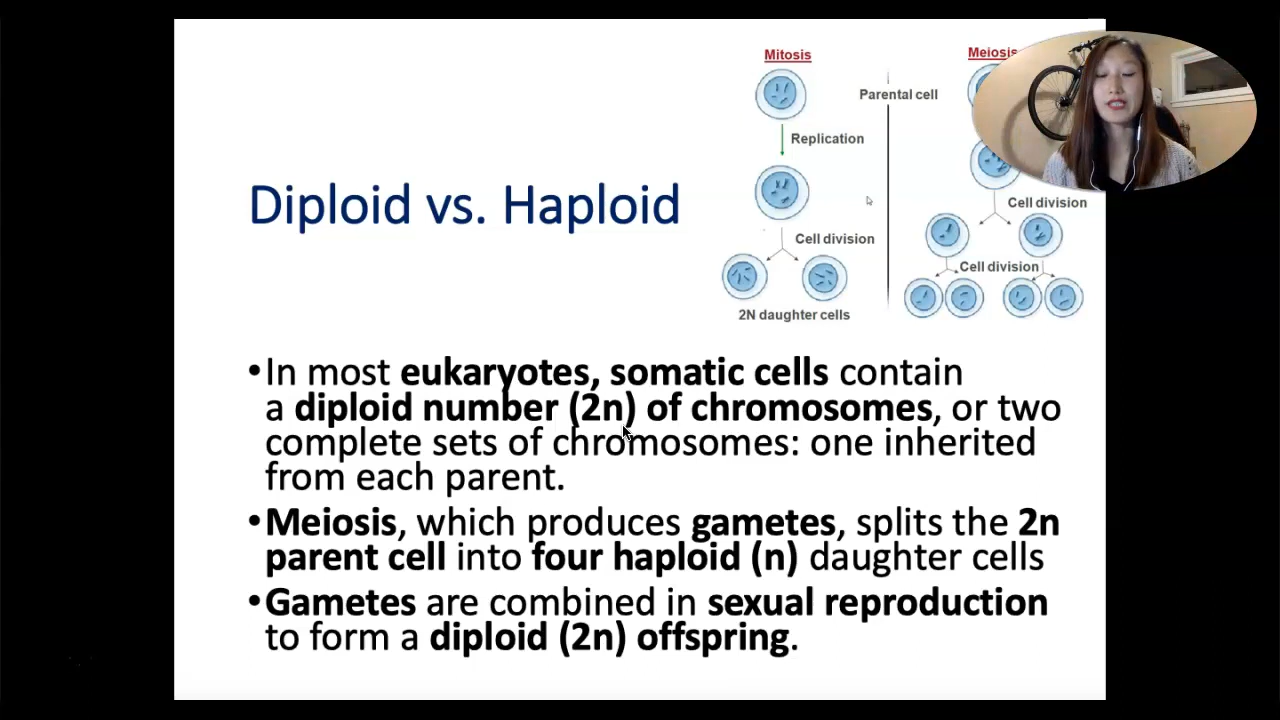 Mitosis
Meiosis
Parental cell
Replication
Cell division
Cell division
Cell division
2N daughter cells
Diploid vs. Haploid
•In most eukaryotes, somatic cells contain
a diploid number (2n) of chromosomes, or two
complete sets of chromosomes: one inherited
from each parent.
•Meiosis, which produces gametes, splits the 2n
parent cell into four haploid (n) daughter cells
•Gametes are combined in sexual reproduction
to form a diploid (2n) offspring.